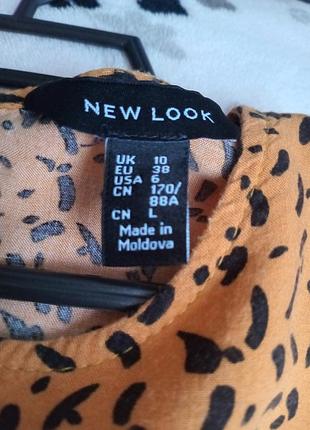 NEW LOOK
UK 10
EU 38
USA 6
CN 170/
88A
CN L
Made in
Moldova